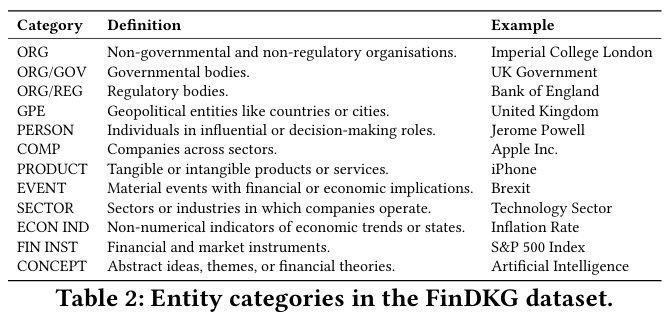 Category Definition Example
ORG Non-governmental and non-regulatory organisations. Imperial College London
ORG/GOV Governmental bodies. UK Government
ORG/REG Regulatory bodies. Bank of England
GPE Geopolitical entities like countries or cities. United Kingdom
PERSON Individuals in influential or decision-making roles. Jerome Powell
COMP Companies across sectors. Apple Inc.
PRODUCT Tangible or intangible products or services. iPhone
EVENT Material events with financial or economic implications. Brexit
SECTOR Sectors or industries in which companies operate. Technology Sector
ECON IND Non-numerical indicators of economic trends or states. Inflation Rate
FIN INST Financial and market instruments. S&P 500 Index
CONCEPT Abstract ideas, themes, or financial theories. Artificial Intelligence
Table 2: Entity categories in the FinDKG dataset.